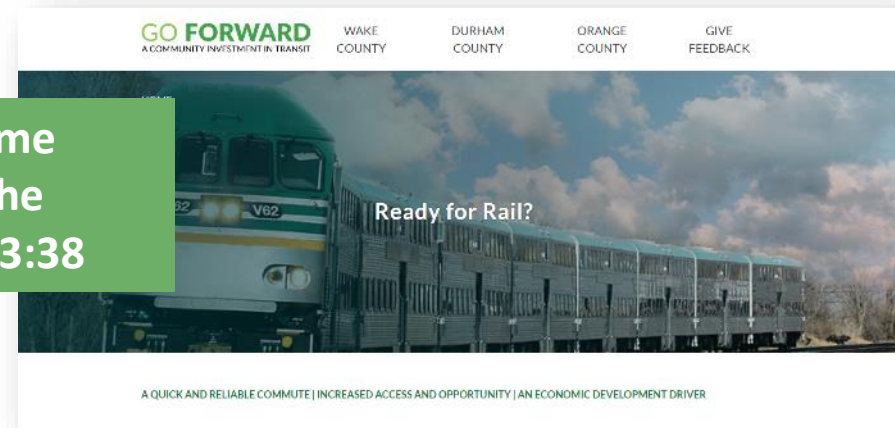 GO FORWARD
A COMMUNITY INVESTMENT IN TRANSIT
WAKE
COUNTY
DURHAM
COUNTY
ORANGE
COUNTY
GIVE
FEEDBACK
me
he
3:38
V62
Ready for Rail?
A QUICK AND RELIABLE COMMUTE | INCREASED ACCESS AND OPPORTUNITY | AN ECONOMIC DEVELOPMENT DRIVER